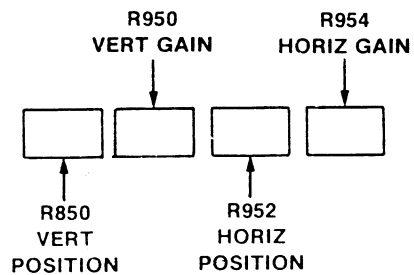 R950
VERT GAIN
R954
HORIZ GAIN
R850
VERT
POSITION
R952
HORIZ
POSITION